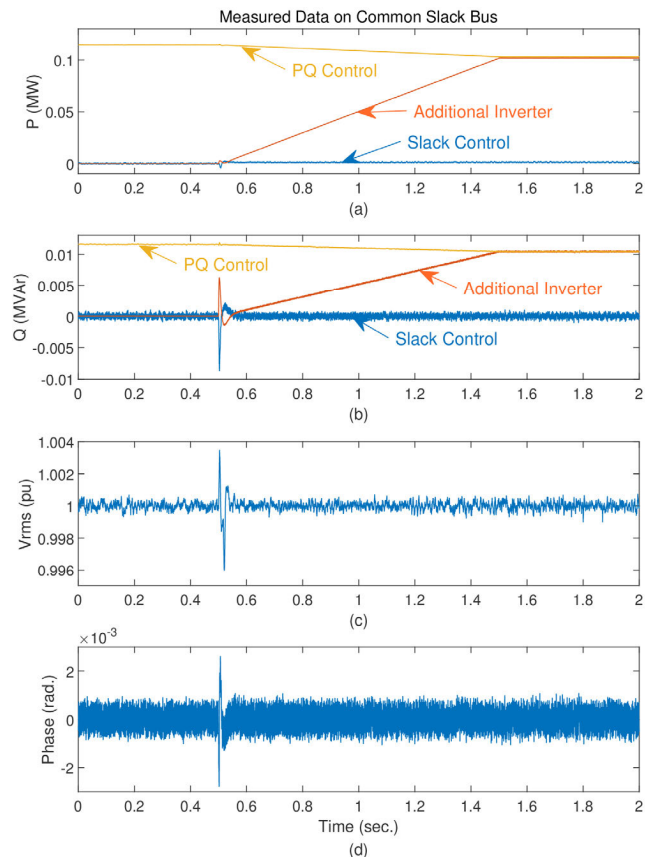 Measured Data on Common Slack Bus
P (MW)
0.1
0.05
0
PQ Control
Additional Inverter
Slack Control
0 0.2 0.4 0.6 0.8 1 1.2 1.4 1.6 1.8 2
(a)
Q (MVAr)
0.01
0.005
0
-0.005
-0.01
PQ Control
Additional Inverter
Slack Control
0 0.2 0.4 0.6 0.8 1 1.2 1.4 1.6 1.8 2
(b)
Vrms (pu)
1.004
1.002
1
0.998
0.996
0 0.2 0.4 0.6 0.8 1 1.2 1.4 1.6 1.8 2
(c)
×10⁻³
Phase (rad.)
2
0
-2
0 0.2 0.4 0.6 0.8 1 1.2 1.4 1.6 1.8 2
Time (sec.)
(d)